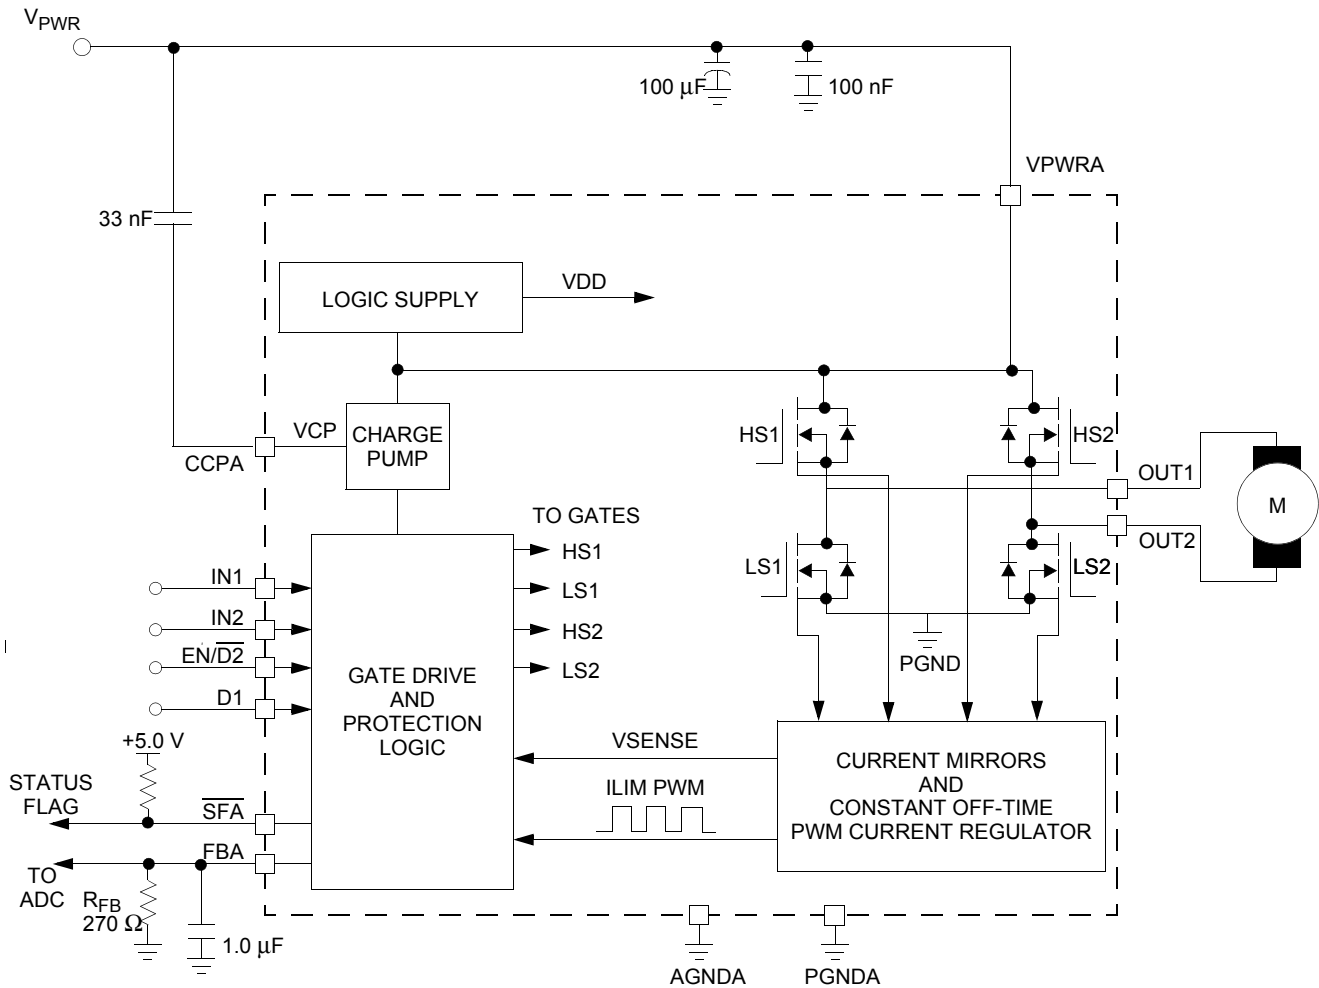 VPWR
100 μF
100 nF
VPWRA
33 nF
LOGIC SUPPLY
VDD
VCP
CHARGE
PUMP
CCPA
HS1
HS2
OUT1
M
OUT2
TO GATES
HS1
LS1
HS2
LS2
LS1
LS2
PGND
IN1
IN2
EN/D2
D1
GATE DRIVE
AND
PROTECTION
LOGIC
+5.0 V
STATUS
FLAG
SFA
FBA
TO
ADC
RFB
270 Ω
1.0 μF
VSENSE
ILIM PWM
CURRENT MIRRORS
AND
CONSTANT OFF-TIME
PWM CURRENT REGULATOR
AGNDA
PGNDA